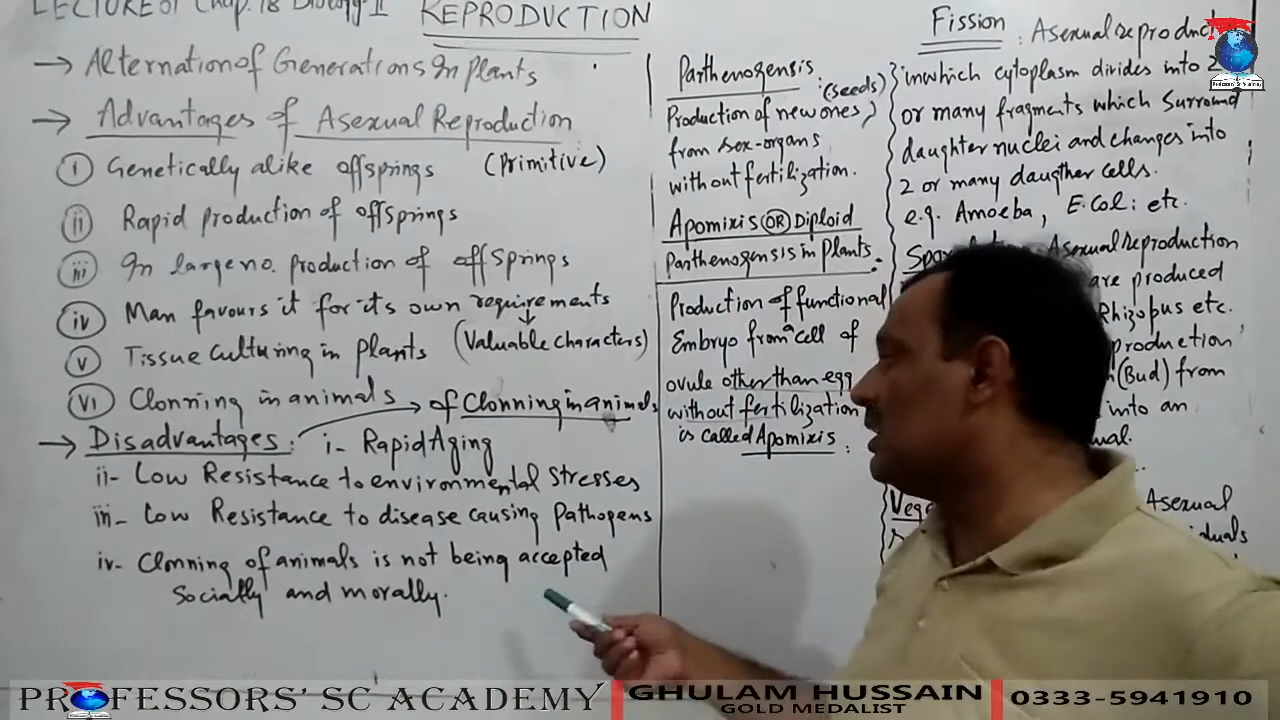 LECTURE 01 Chap. 18 Biology II REPRODUCTION
→ Alternation of Generations In plants
→ Advantages of Asexual Reproduction
i Genetically alike offsprings (Primitive)
ii Rapid production of offsprings
iii In large no. production of offsprings
iv Man favours it for its own requirements
v Tissue Culturing in Plants (Valuable characters)
vi Clonning in animals
→ Disadvantages: of Clonning in animals
i- Rapid Aging
ii- Low Resistance to environmental stresses
iii- Low Resistance to disease causing Pathogens
iv- Clonning of animals is not being accepted
Socially and morally.
Parthenogensis
(seeds)
Production of new ones,
from sex-organs
without fertilization.
Apomixis OR Diploid
Parthenogensis in Plants:
Production of functional
Embryo from a cell of
ovule other than egg
without fertilization
is called Apomixis:
Fission: Asexual
inwhich cytoplasm divides into 2
or many fragments which surround
daughter nuclei and changes into
2 or many daugther cells.
e.g. Amoeba, E.Coli etc.
Asexual reproduction
are produced
Rhizopus etc.
production
(Bud) from
into an
Asexual
PROFESSORS' SC ACADEMY
GHULAM HUSSAIN
GOLD MEDALIST
0333-5941910